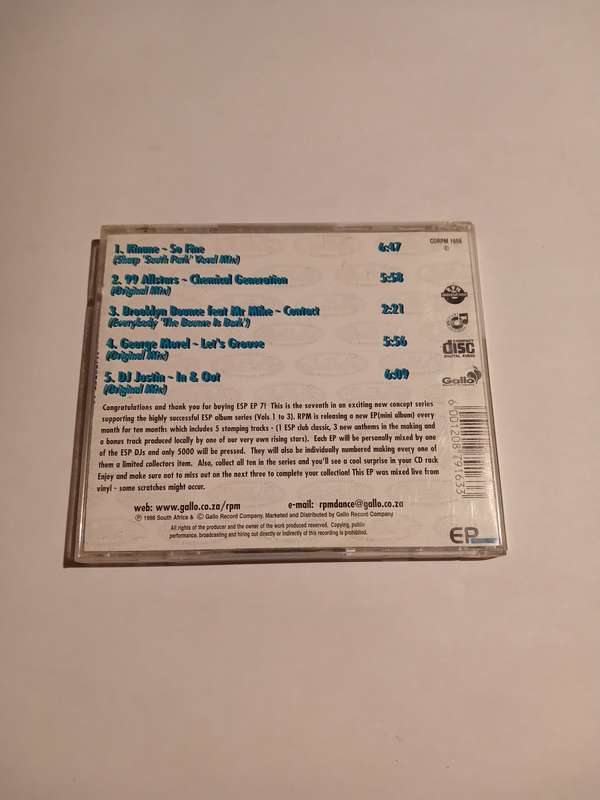 1. Kinane - So Fine 6:47
(Sharp 'South Park' Vocal Mix)
2. 99 Allstars - Chemical Generation 5:58
(Original Mix)
3. Brooklyn Bounce feat Mr Mike - Contact 2:21
(Everybody 'The Bounce Is Back')
4. George Morel - Let's Groove 5:56
(Original Mix)
5. DJ Justin - In & Out 6:09
(Original Mix)
Congratulations and thank you for buying ESP EP 7! This is the seventh in an exciting new concept series
supporting the highly successful ESP album series (Vols 1 to 3). RPM is releasing a new EP(mini album) every
month for ten months which includes 5 stomping tracks - (1 ESP club classic, 3 new anthems in the making and
a bonus track produced locally by one of our very own rising stars). Each EP will be personally mixed by one
of the ESP DJs and only 5000 will be pressed. They will also be individually numbered making every one of
them a limited collectors item. Also, collect all ten in the series and you'll see a cool surprise in your CD rack
Enjoy and make sure not to miss out on the next three to complete your collection! This EP was mixed live from
vinyl - some scratches might occur.
web: www.gallo.co.za/rpm e-mail: rpmdance@gallo.co.za
℗ 1998 South Africa & © Gallo Record Company. Marketed and Distributed by Gallo Record Company
All rights of the producer and the owner of the work produced reserved. Copying, public
performance, broadcasting and hiring out directly or indirectly of this recording is prohibited.
CDRPM 1656
©
COMPACT
disc
DIGITAL AUDIO
Gallo
EP